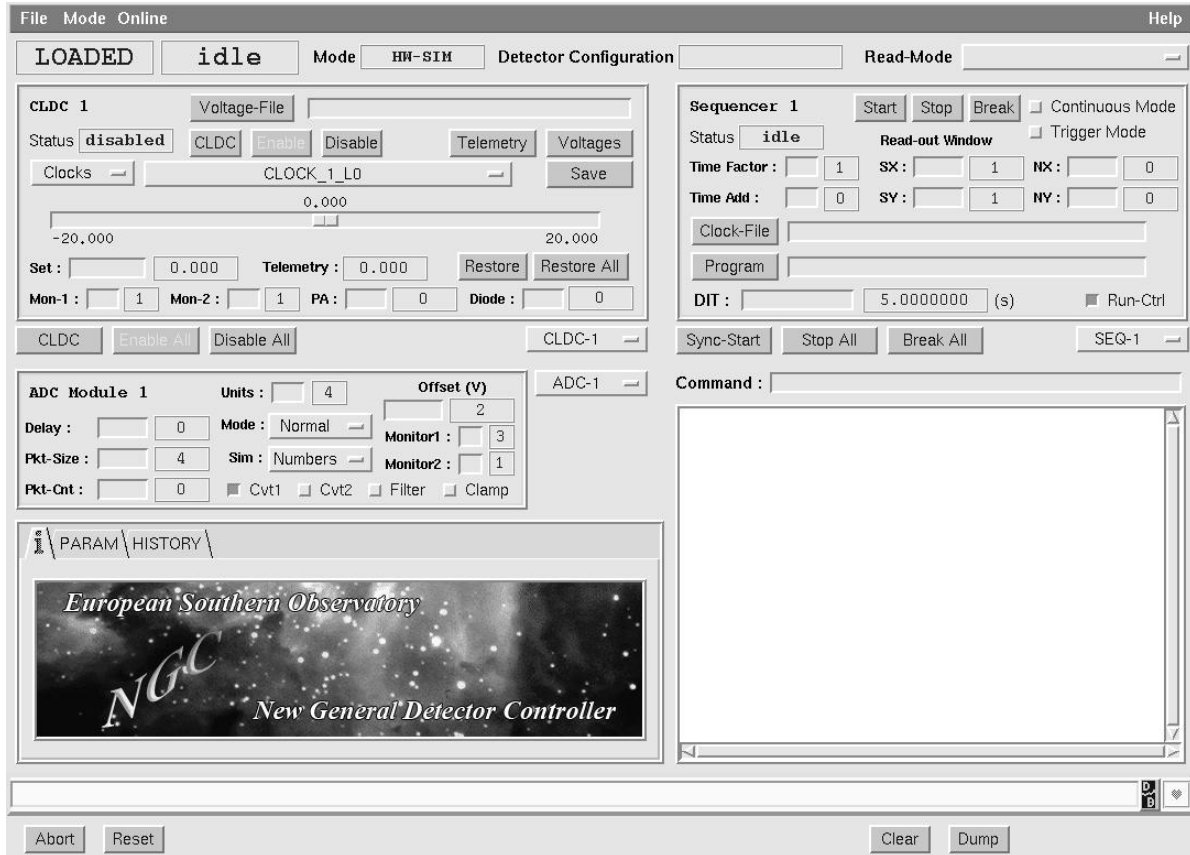 File Mode Online Help
LOADED idle Mode HW-SIM Detector Configuration Read-Mode
CLDC 1 Voltage-File
Status disabled CLDC Enable Disable Telemetry Voltages
Clocks CLOCK_1_L0 Save
0.000
-20.000 20.000
Set : 0.000 Telemetry : 0.000 Restore Restore All
Mon-1 : 1 Mon-2 : 1 PA : 0 Diode : 0
CLDC Enable All Disable All CLDC-1
Sequencer 1 Start Stop Break Continuous Mode
Status idle Read-out Window Trigger Mode
Time Factor : 1 SX : 1 NX : 0
Time Add : 0 SY : 1 NY : 0
Clock-File
Program
DIT : 5.0000000 (s) Run-Ctrl
Sync-Start Stop All Break All SEQ-1
ADC Module 1 Units : 4 Offset (V) ADC-1
2
Delay : 0 Mode : Normal Monitor1 : 3
Pkt-Size : 4 Sim : Numbers Monitor2 : 1
Pkt-Cnt : 0 Cvt1 Cvt2 Filter Clamp
Command :
i PARAM HISTORY
European Southern Observatory
NGC
New General Detector Controller
D
D
Abort Reset Clear Dump